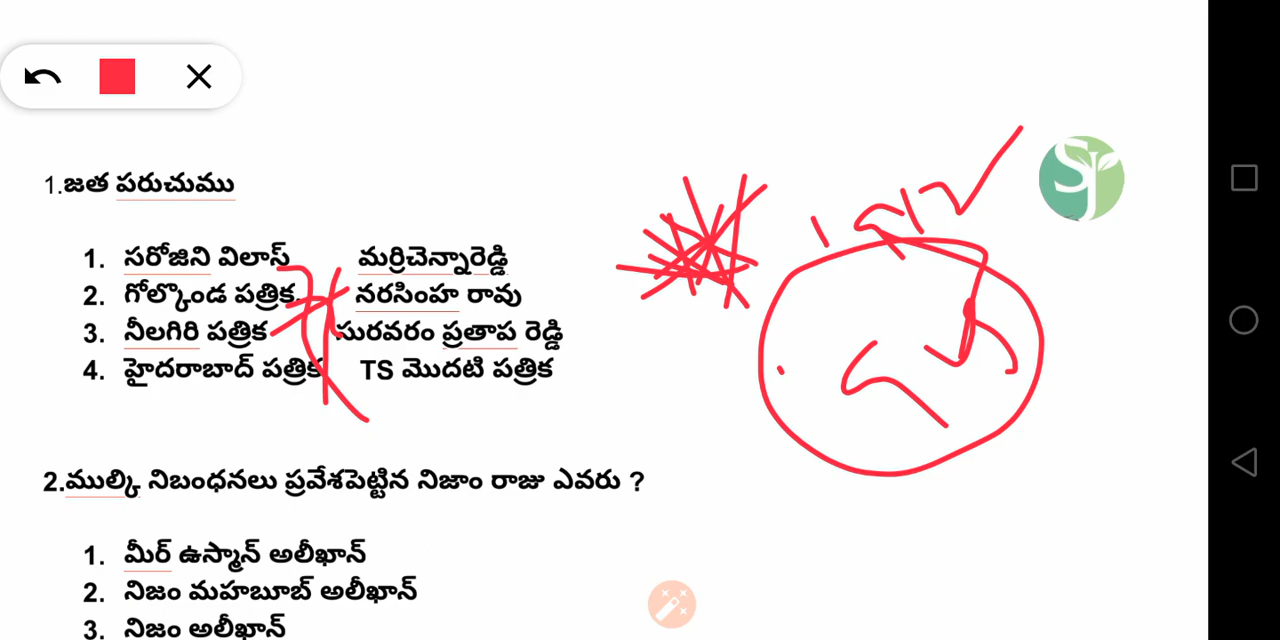 1.జత పరుచుము
1. సరోజిని విలాస్ మర్రిచెన్నారెడ్డి
2. గోల్కొండ పత్రిక నరసింహ రావు
3. నీలగిరి పత్రిక సురవరం ప్రతాప రెడ్డి
4. హైదరాబాద్ పత్రిక TS మొదటి పత్రిక
2.ముల్కి నిబంధనలు ప్రవేశపెట్టిన నిజాం రాజు ఎవరు ?
1. మీర్ ఉస్మాన్ అలీఖాన్
2. నిజం మహబూబ్ అలీఖాన్
3. నిజం అలీఖాన్